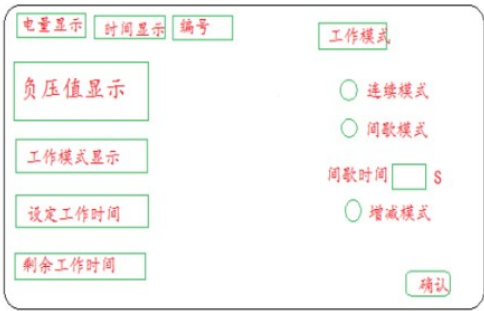 电量显示 时间显示 编号
工作模式
负压值显示
连续模式
间歇模式
工作模式显示
间歇时间 S
设定工作时间
增减模式
剩余工作时间
确认